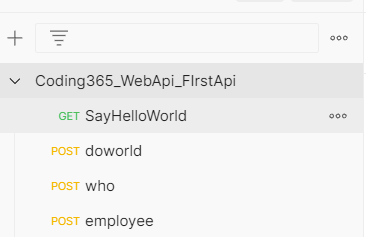 Coding365_WebApi_FIrstApi
GET SayHelloWorld
POST doworld
POST who
POST employee